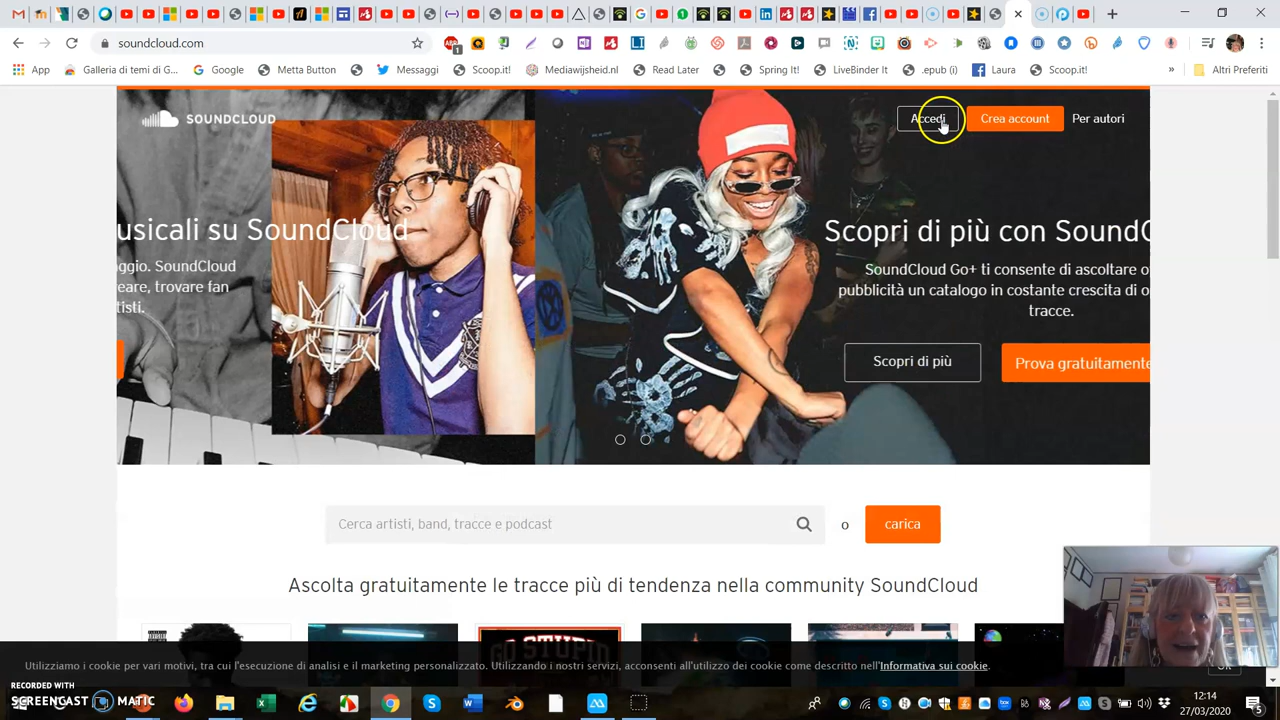 soundcloud.com
App
Galleria di temi di G...
Google
Metta Button
Messaggi
Scoop.it!
Mediawijsheid.nl
Read Later
Spring It!
LiveBinder It
.epub (i)
Laura
Scoop.it!
»
Altri Preferiti
SOUNDCLOUD
Accedi
Crea account
Per autori
usicali su SoundCloud
aggio. SoundCloud
eare, trovare fan
tisti.
Scopri di più con SoundC
SoundCloud Go+ ti consente di ascoltare o
pubblicità un catalogo in costante crescita di o
tracce.
Scopri di più
Prova gratuitamente
Cerca artisti, band, tracce e podcast
o
carica
Ascolta gratuitamente le tracce più di tendenza nella community SoundCloud
GO STUPID
Utilizziamo i cookie per vari motivi, tra cui l'esecuzione di analisi e il marketing personalizzato. Utilizzando i nostri servizi, acconsenti all'utilizzo dei cookie come descritto nell'Informativa sui cookie.
OK
RECORDED WITH
SCREENCAST MATIC
12:14
27/03/2020
5